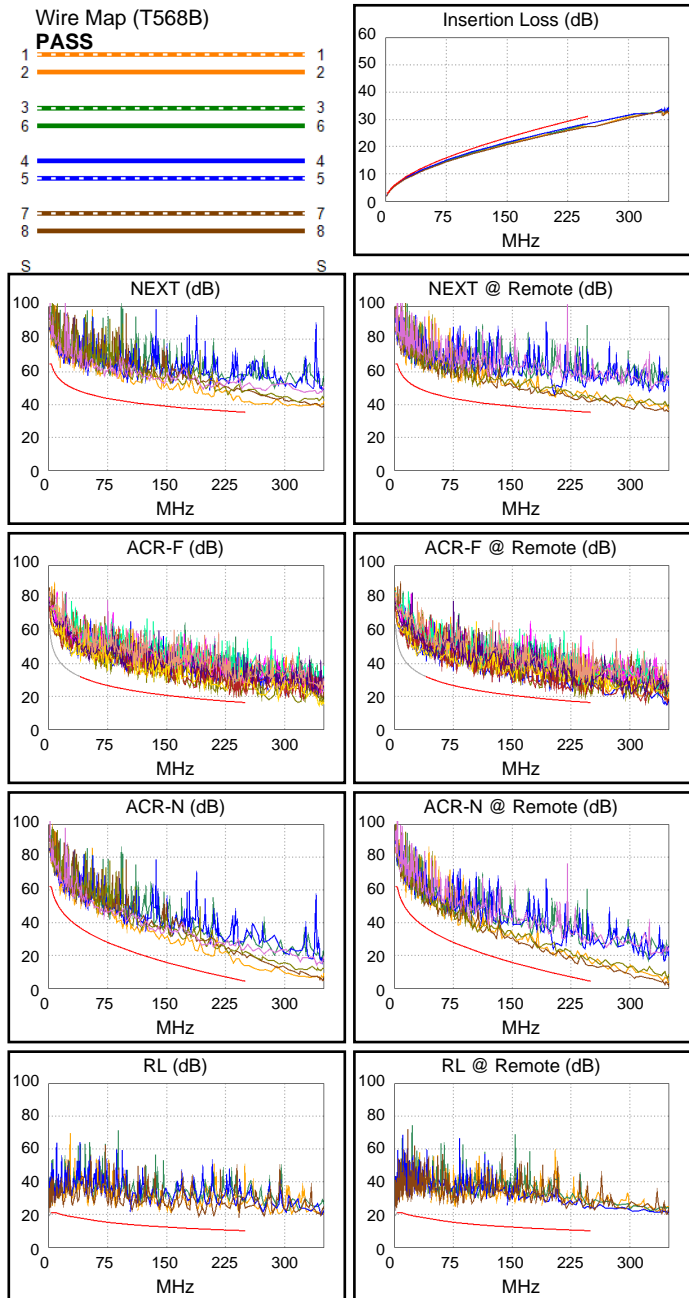 Wire Map (T568B)
PASS
1 1
2 2
3 3
6 6
4 4
5 5
7 7
8 8
S S
Insertion Loss (dB)
60
50
40
30
20
10
0
0 75 150 225 300
MHz
NEXT (dB)
100
80
60
40
20
0
0 75 150 225 300
MHz
NEXT @ Remote (dB)
100
80
60
40
20
0
0 75 150 225 300
MHz
ACR-F (dB)
100
80
60
40
20
0
0 75 150 225 300
MHz
ACR-F @ Remote (dB)
100
80
60
40
20
0
0 75 150 225 300
MHz
ACR-N (dB)
100
80
60
40
20
0
0 75 150 225 300
MHz
ACR-N @ Remote (dB)
100
80
60
40
20
0
0 75 150 225 300
MHz
RL (dB)
100
80
60
40
20
0
0 75 150 225 300
MHz
RL @ Remote (dB)
100
80
60
40
20
0
0 75 150 225 300
MHz